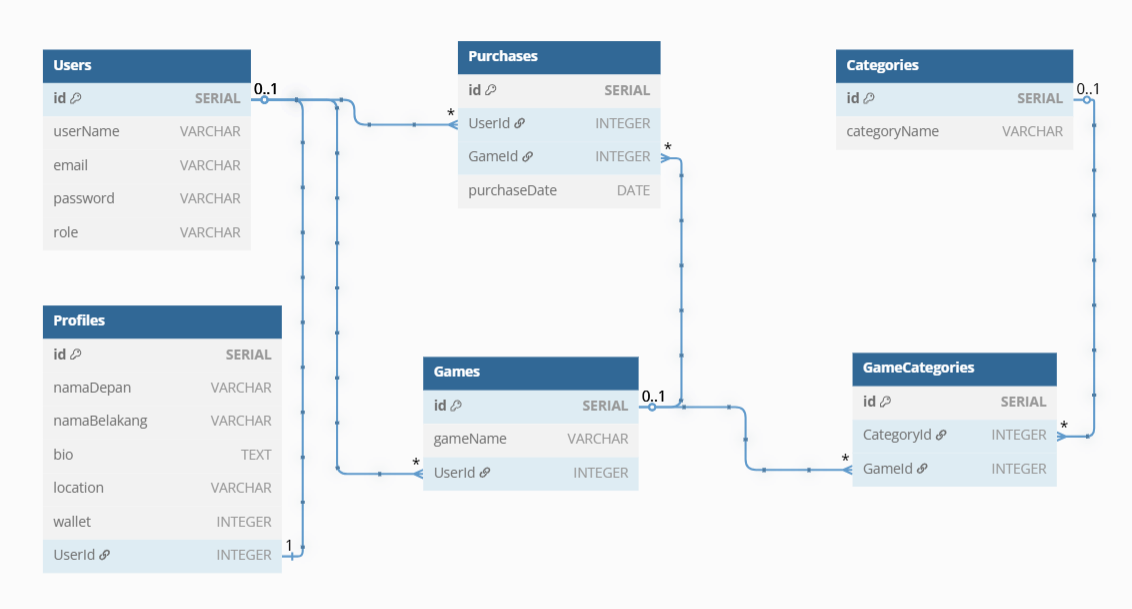 Users
id SERIAL
userName VARCHAR
email VARCHAR
password VARCHAR
role VARCHAR
0..1
Purchases
id SERIAL
* UserId INTEGER
GameId INTEGER *
purchaseDate DATE
Categories
id SERIAL 0..1
categoryName VARCHAR
Profiles
id SERIAL
namaDepan VARCHAR
namaBelakang VARCHAR
bio TEXT
location VARCHAR
wallet INTEGER
UserId INTEGER 1
Games
id SERIAL 0..1
gameName VARCHAR
* UserId INTEGER
GameCategories
id SERIAL
CategoryId INTEGER *
* GameId INTEGER